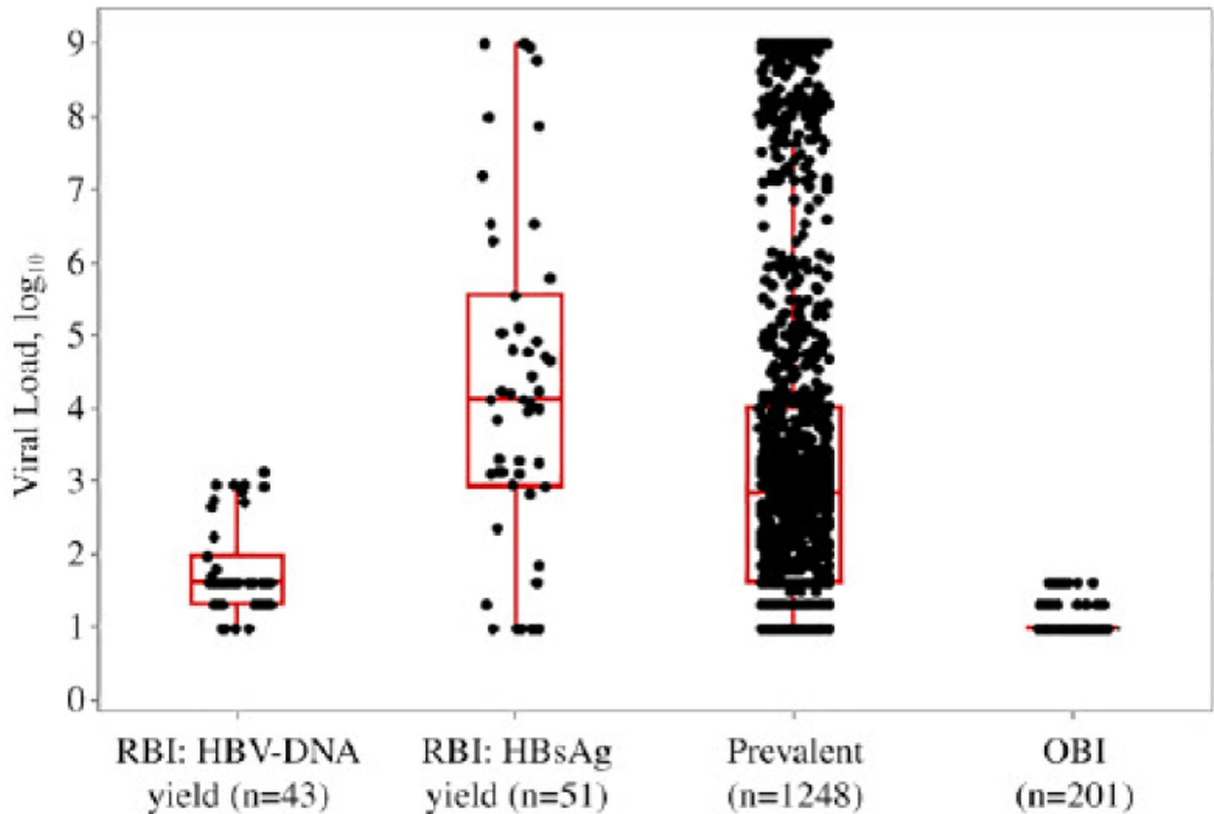 Viral Load, log₁₀
9
8
7
6
5
4
3
2
1
0
RBI: HBV-DNA
yield (n=43)
RBI: HBsAg
yield (n=51)
Prevalent
(n=1248)
OBI
(n=201)